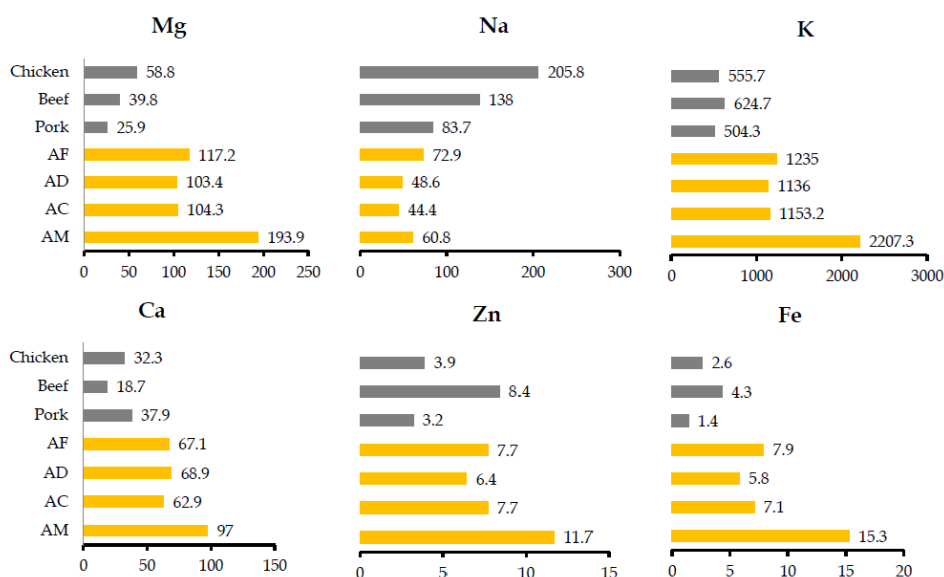 Mg
Chicken 58.8
Beef 39.8
Pork 25.9
AF 117.2
AD 103.4
AC 104.3
AM 193.9
0 50 100 150 200 250
Na
205.8
138
83.7
72.9
48.6
44.4
60.8
0 100 200 300
K
555.7
624.7
504.3
1235
1136
1153.2
2207.3
0 1000 2000 3000
Ca
Chicken 32.3
Beef 18.7
Pork 37.9
AF 67.1
AD 68.9
AC 62.9
AM 97
0 50 100 150
Zn
3.9
8.4
3.2
7.7
6.4
7.7
11.7
0 5 10 15
Fe
2.6
4.3
1.4
7.9
5.8
7.1
15.3
0 5 10 15 20